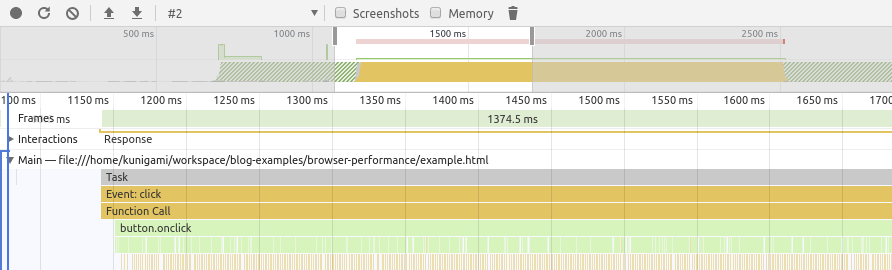 #2 Screenshots Memory
500 ms 1000 ms 1500 ms 2000 ms 2500 ms
100 ms 1150 ms 1200 ms 1250 ms 1300 ms 1350 ms 1400 ms 1450 ms 1500 ms 1550 ms 1600 ms 1650 ms 1700
Frames ms 1374.5 ms
Interactions Response
Main — file:///home/kunigami/workspace/blog-examples/browser-performance/example.html
Task
Event: click
Function Call
button.onclick